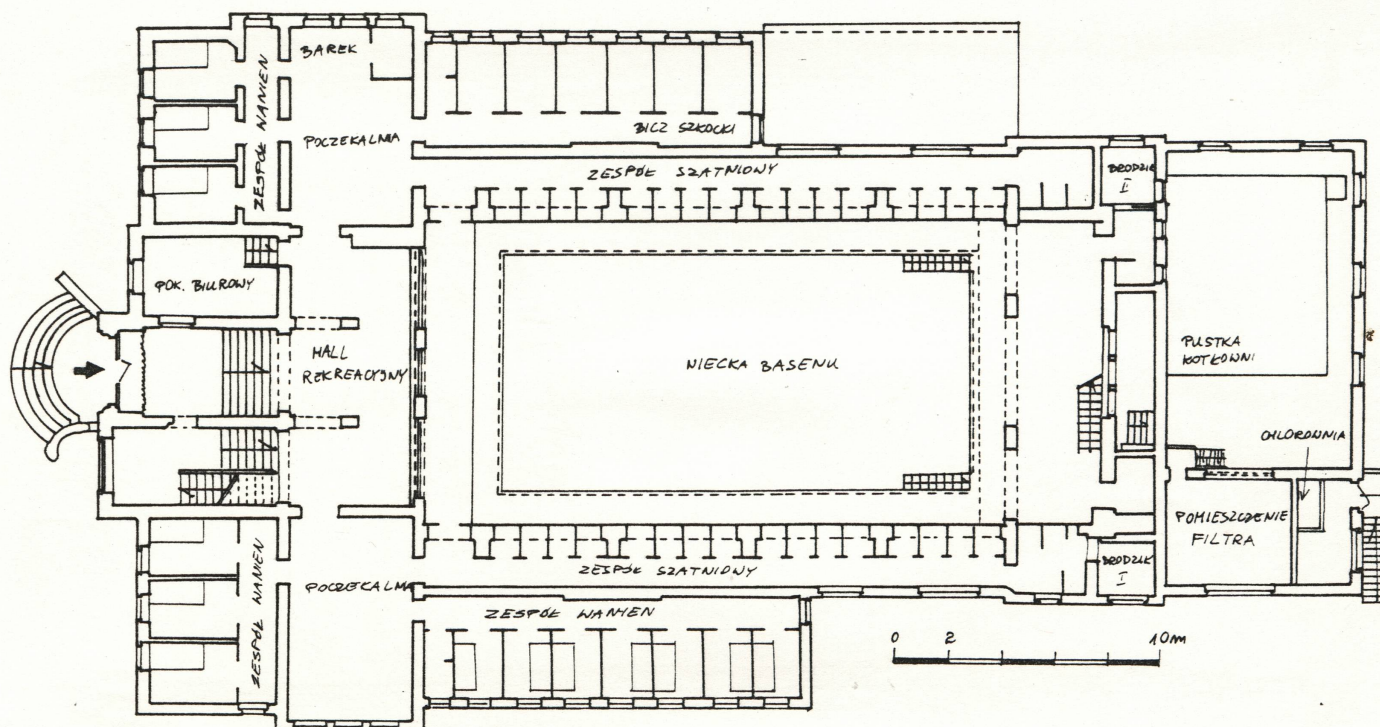 BAREK
ZESPÓŁ WANIEN
POCZEKALNIA
BICZ SZKOCKI
ZESPÓŁ SZATNIOWY
BRODZIK
II
POK. BIUROWY
HALL
REKREACYJNY
NIECKA BASENU
PUSTKA
KOTŁOWNI
CHLOROWNIA
POMIESZCZENIE
FILTRA
ZESPÓŁ SZATNIOWY
BRODZIK
I
ZESPÓŁ WANIEN
POCZEKALNIA
ZESPÓŁ WANIEN
0 2 10m